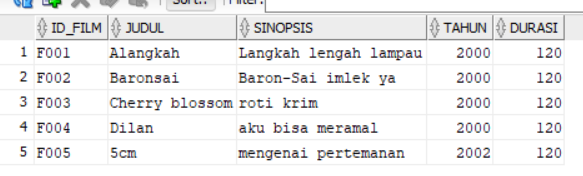 Sort.. Filter:
ID_FILM JUDUL SINOPSIS TAHUN DURASI
1 F001 Alangkah Langkah lengah lampau 2000 120
2 F002 Baronsai Baron-Sai imlek ya 2000 120
3 F003 Cherry blossom roti krim 2000 120
4 F004 Dilan aku bisa meramal 2000 120
5 F005 5cm mengenai pertemanan 2002 120